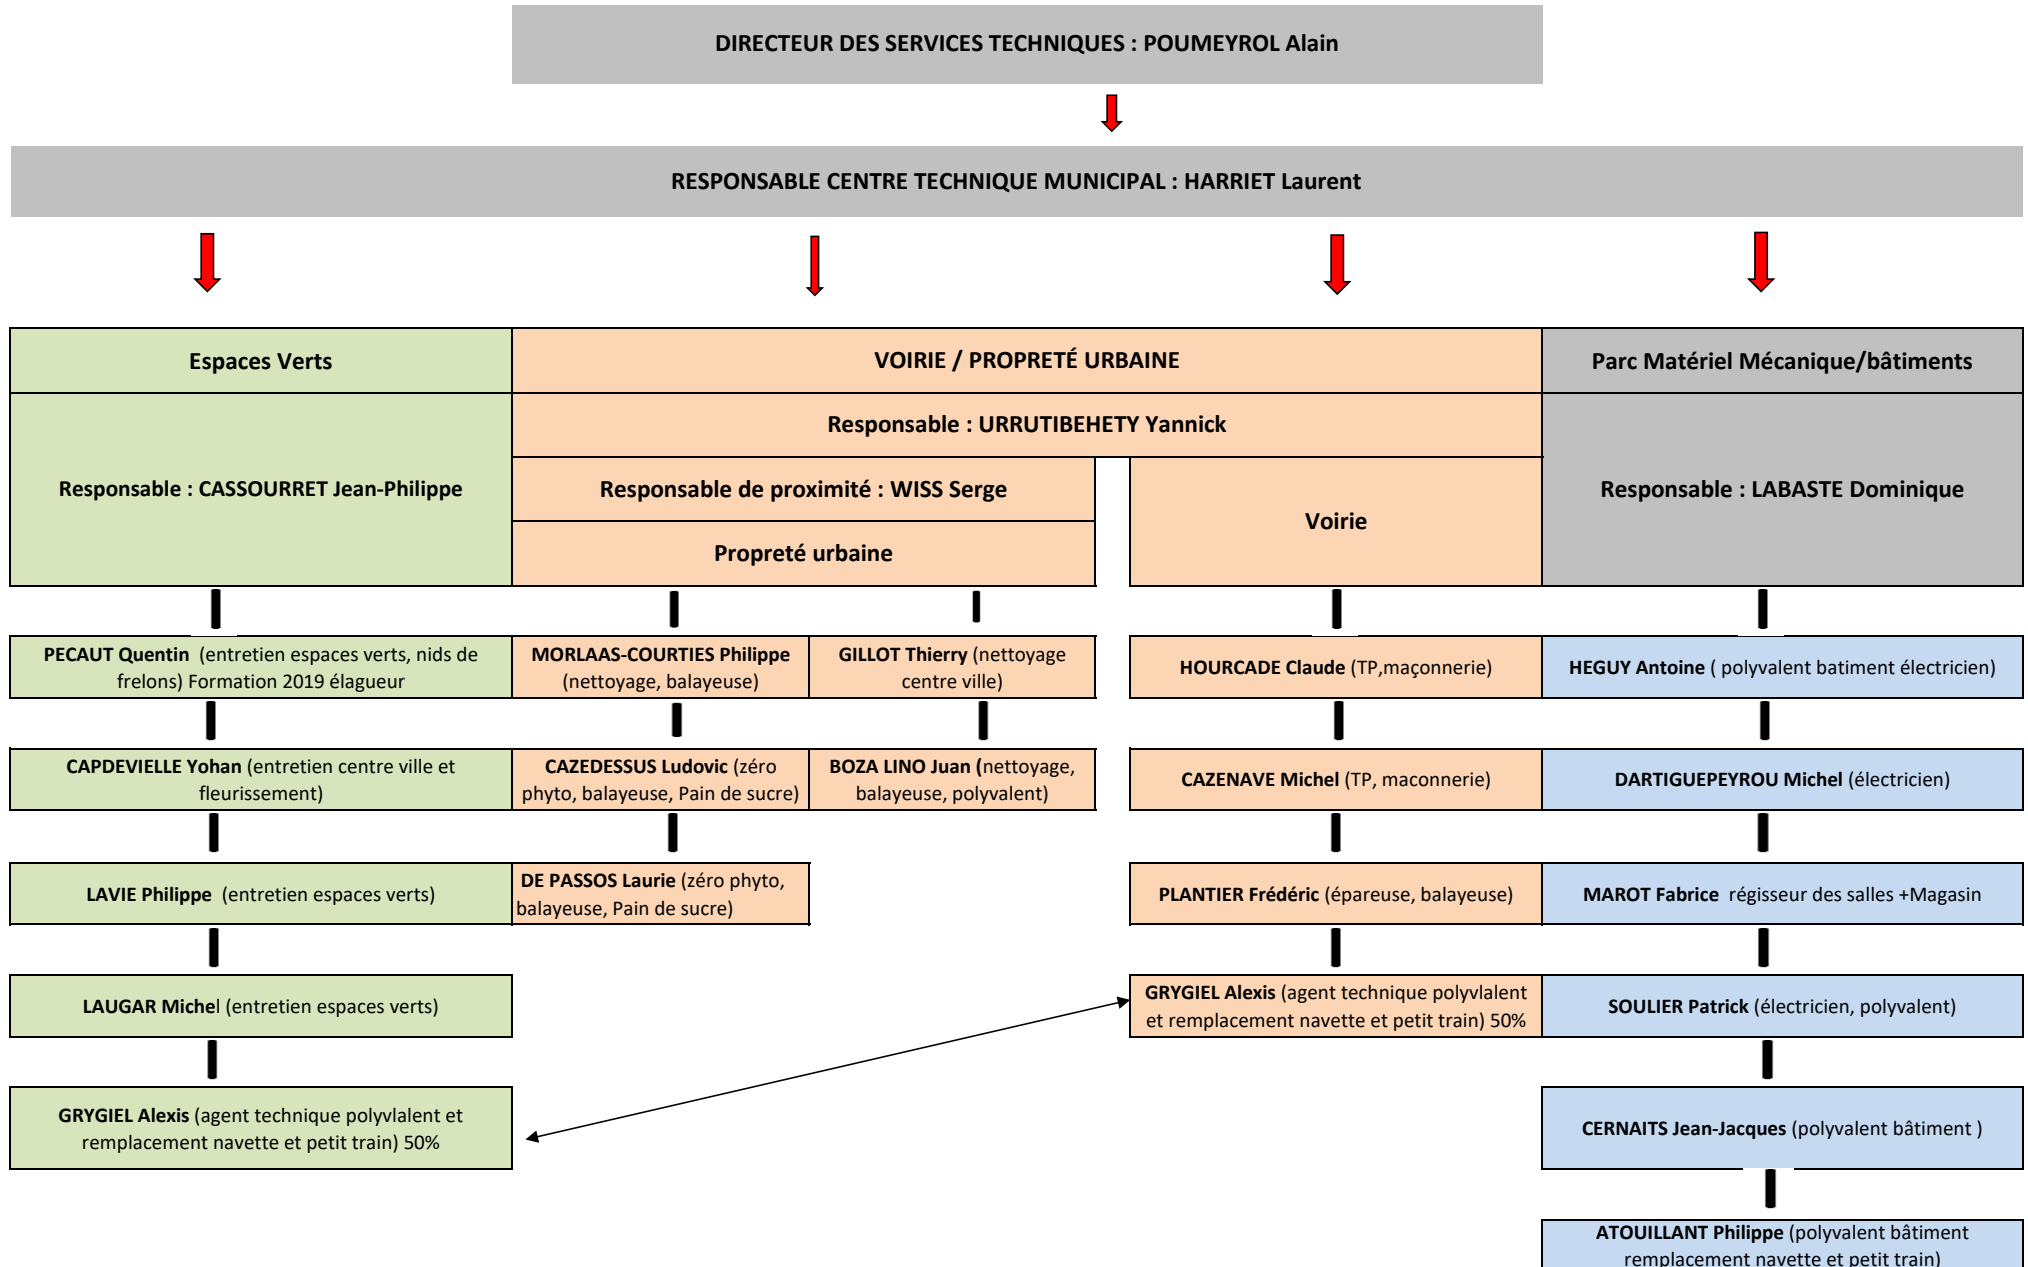 DIRECTEUR DES SERVICES TECHNIQUES : POUMEYROL Alain
RESPONSABLE CENTRE TECHNIQUE MUNICIPAL : HARRIET Laurent
Espaces Verts
VOIRIE / PROPRETÉ URBAINE
Parc Matériel Mécanique/bâtiments
Responsable : URRUTIBEHETY Yannick
Responsable : CASSOURRET Jean-Philippe
Responsable de proximité : WISS Serge
Responsable : LABASTE Dominique
Voirie
Propreté urbaine
PECAUT Quentin (entretien espaces verts, nids de
frelons) Formation 2019 élagueur
MORLAAS-COURTIES Philippe
(nettoyage, balayeuse)
GILLOT Thierry (nettoyage
centre ville)
HOURCADE Claude (TP,maçonnerie)
HEGUY Antoine ( polyvalent batiment électricien)
CAPDEVIELLE Yohan (entretien centre ville et
fleurissement)
CAZEDESSUS Ludovic (zéro
phyto, balayeuse, Pain de sucre)
BOZA LINO Juan (nettoyage,
balayeuse, polyvalent)
CAZENAVE Michel (TP, maconnerie)
DARTIGUEPEYROU Michel (électricien)
LAVIE Philippe (entretien espaces verts)
DE PASSOS Laurie (zéro phyto,
balayeuse, Pain de sucre)
PLANTIER Frédéric (épareuse, balayeuse)
MAROT Fabrice régisseur des salles +Magasin
LAUGAR Michel (entretien espaces verts)
GRYGIEL Alexis (agent technique polyvlalent
et remplacement navette et petit train) 50%
SOULIER Patrick (électricien, polyvalent)
GRYGIEL Alexis (agent technique polyvlalent et
remplacement navette et petit train) 50%
CERNAITS Jean-Jacques (polyvalent bâtiment )
ATOUILLANT Philippe (polyvalent bâtiment
remplacement navette et petit train)